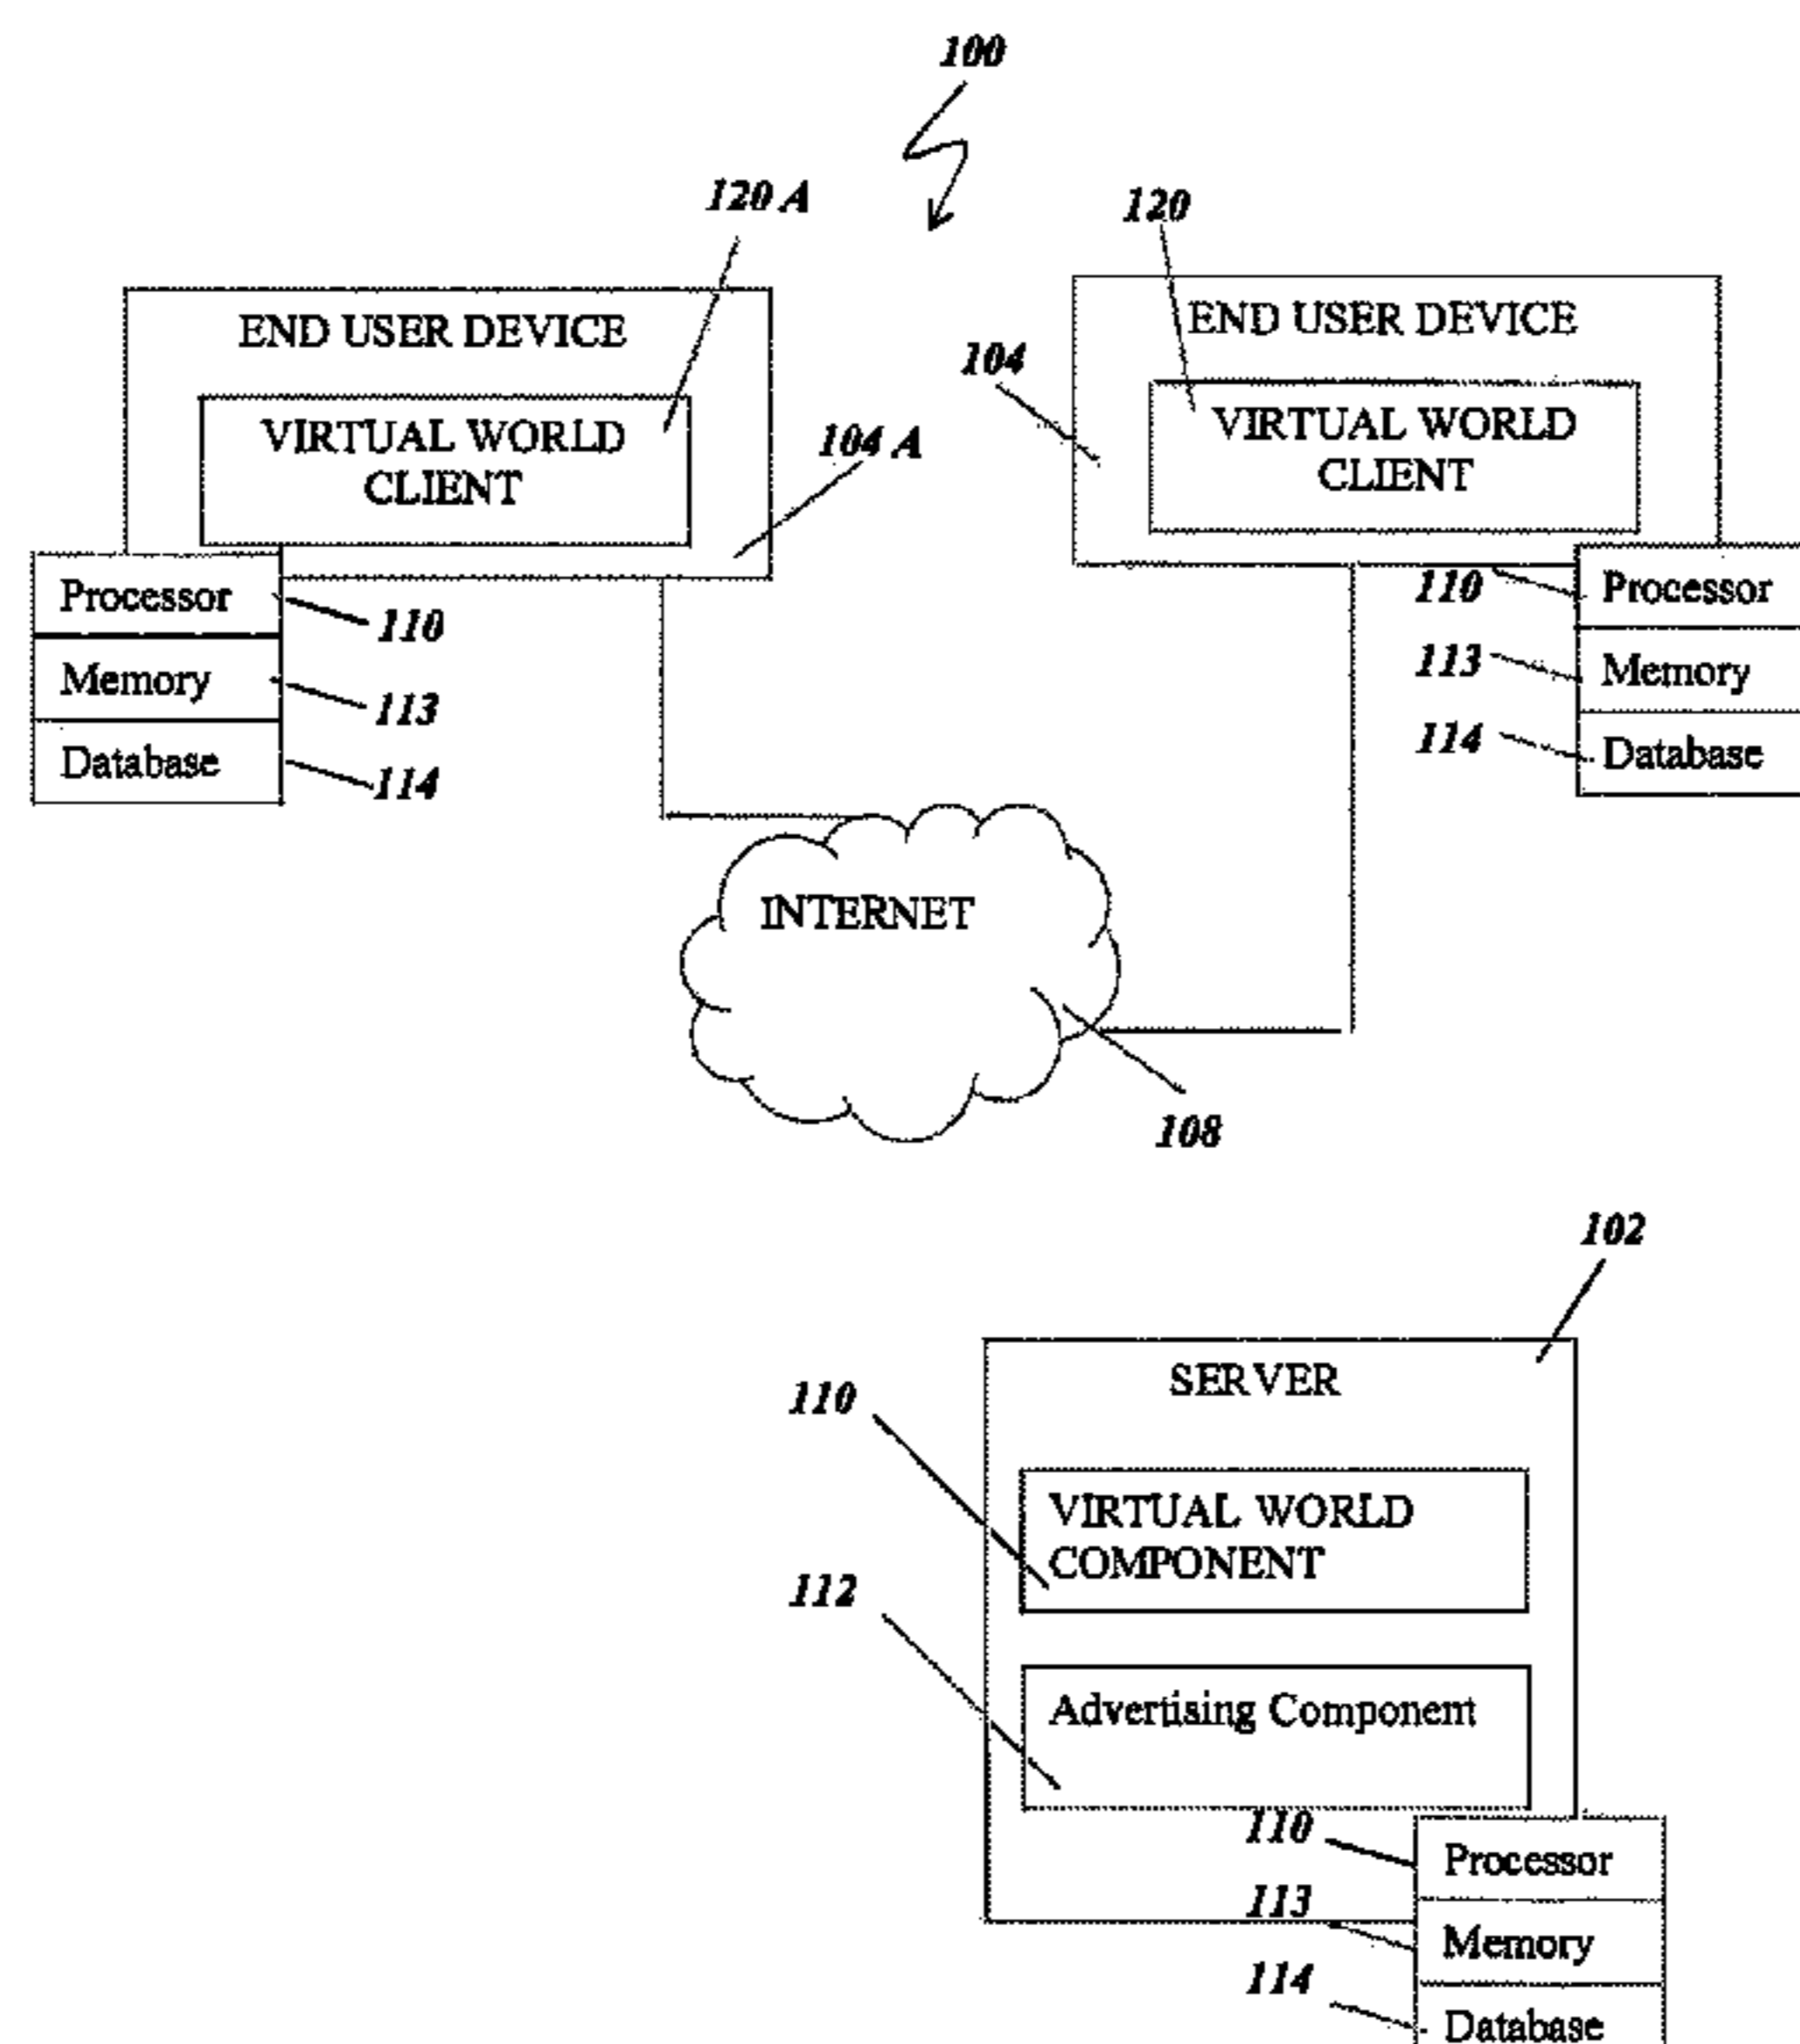 100
120 A
120
END USER DEVICE
VIRTUAL WORLD
CLIENT
104 A
Processor
110
Memory
113
Database
114
104
END USER DEVICE
VIRTUAL WORLD
CLIENT
110
Processor
113
Memory
114
Database
INTERNET
108
102
SERVER
110
VIRTUAL WORLD
COMPONENT
112
Advertising Component
110
Processor
113
Memory
114
Database